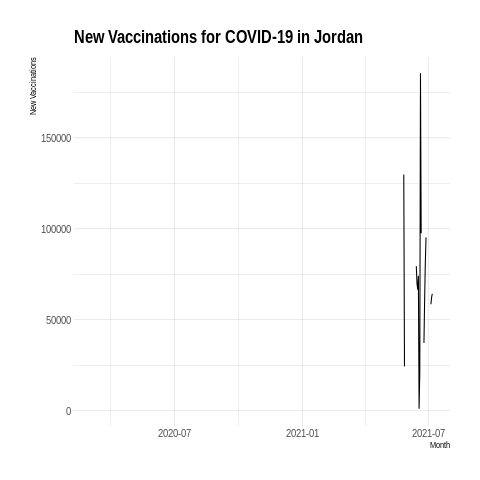 New Vaccinations for COVID-19 in Jordan
New Vaccinations
150000
100000
50000
0
2020-07
2021-01
2021-07
Month